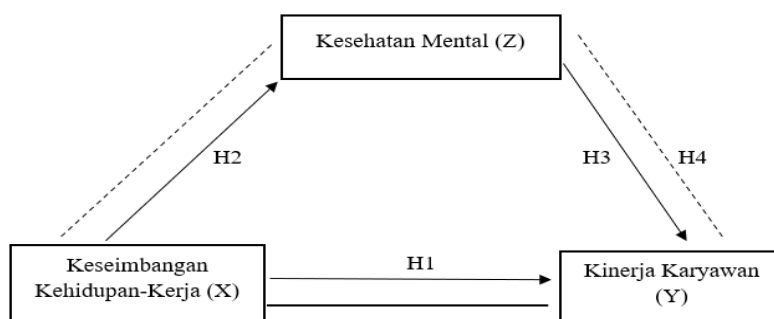 Kesehatan Mental (Z)
H2
H3
H4
Keseimbangan
Kehidupan-Kerja (X)
H1
Kinerja Karyawan
(Y)